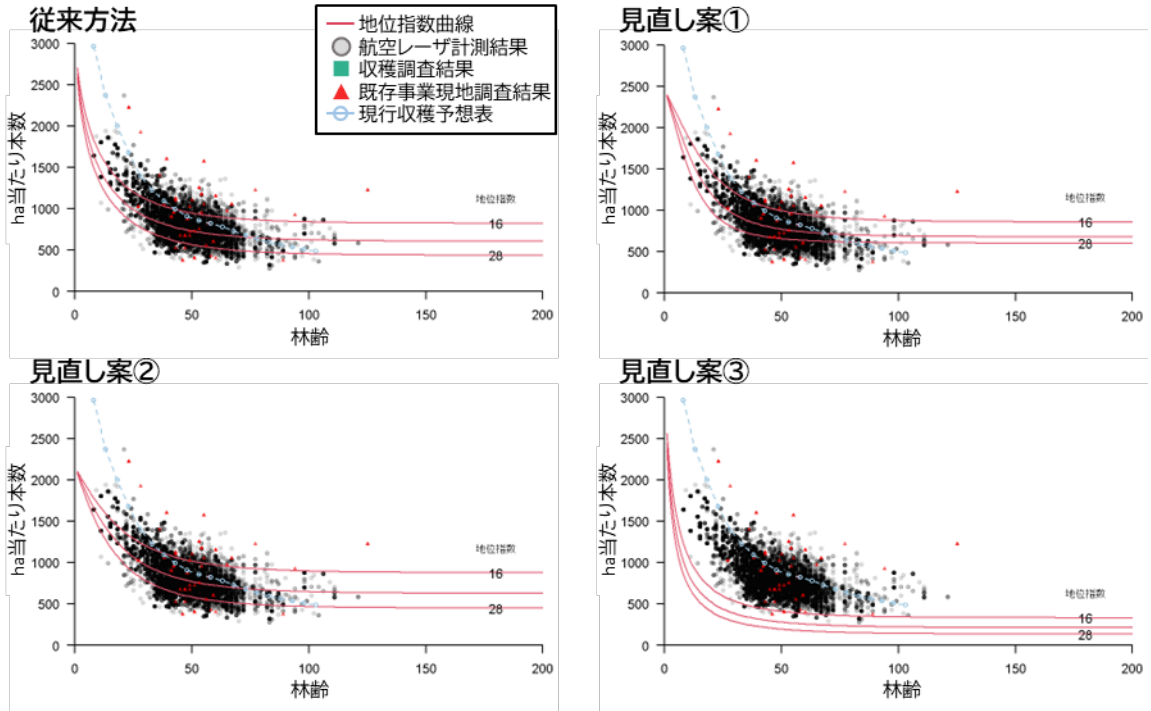 従来方法
地位指数曲線
航空レーザ計測結果
収穫調査結果
既存事業現地調査結果
現行収穫予想表
3000
2500
2000
1500
1000
500
0
ha当たり本数
地位指数
16
28
0
50
100
150
200
林齢
見直し案①
3000
2500
2000
1500
1000
500
0
ha当たり本数
地位指数
16
28
0
50
100
150
200
林齢
見直し案②
3000
2500
2000
1500
1000
500
0
ha当たり本数
地位指数
16
28
0
50
100
150
200
林齢
見直し案③
3000
2500
2000
1500
1000
500
0
ha当たり本数
地位指数
16
28
0
50
100
150
200
林齢